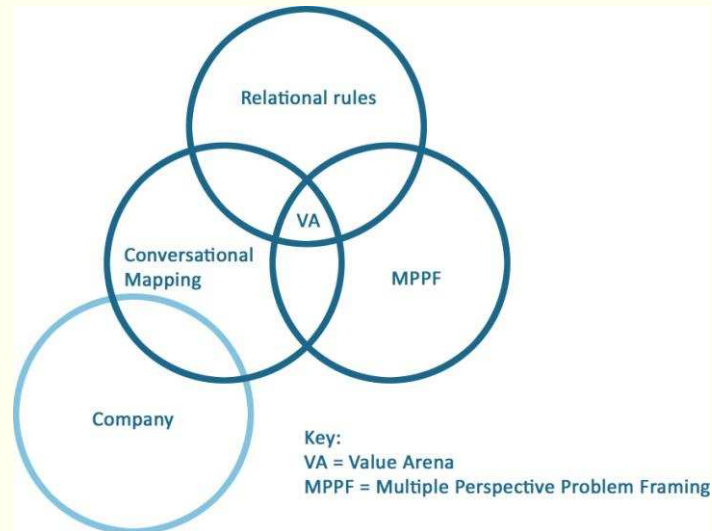 Relational rules
VA
Conversational
Mapping
MPPF
Company
Key:
VA = Value Arena
MPPF = Multiple Perspective Problem Framing